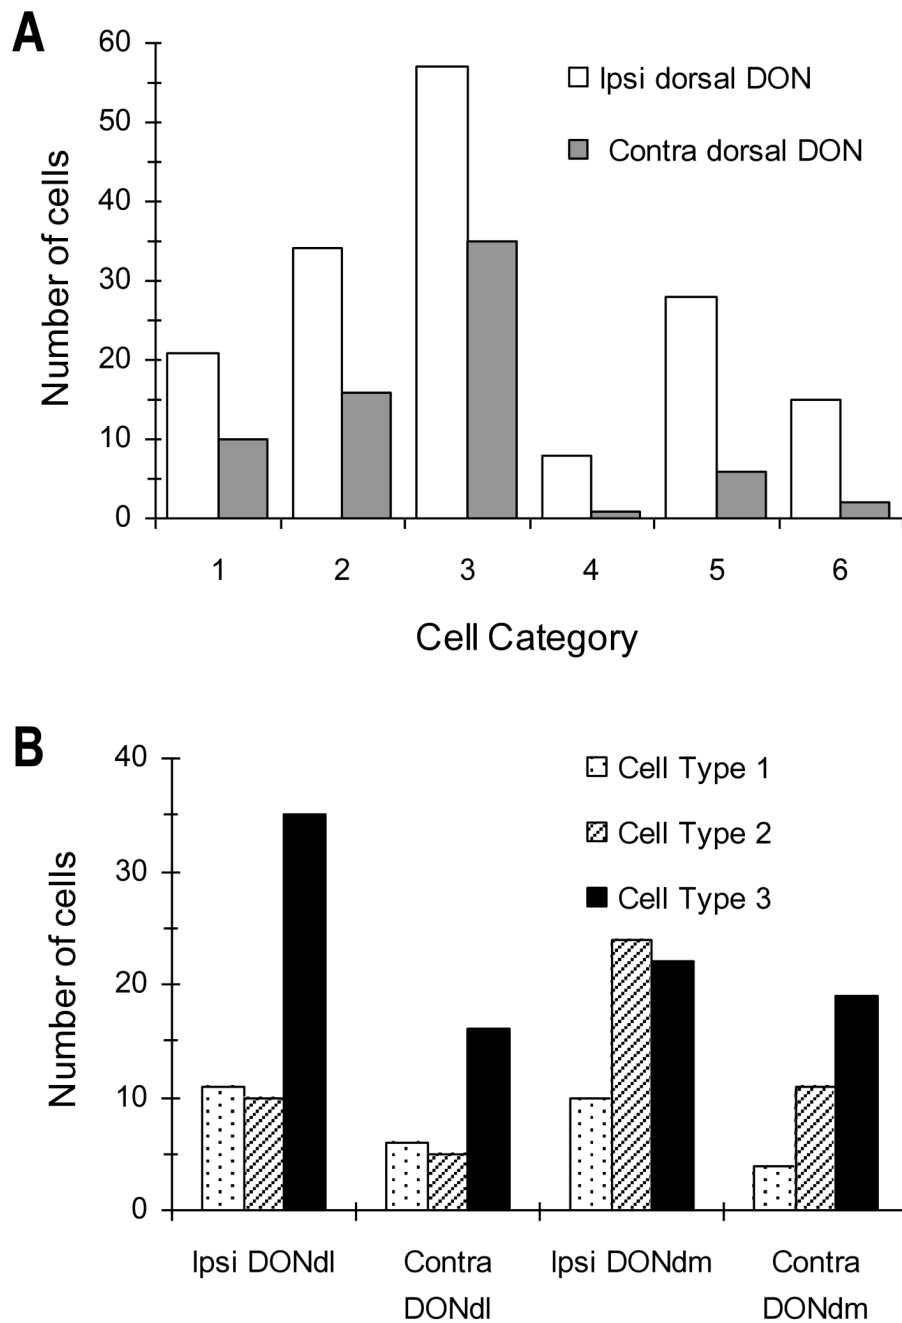 A
60
50
40
30
20
10
0
Number of cells
Ipsi dorsal DON
Contra dorsal DON
1 2 3 4 5 6
Cell Category
B
40
30
20
10
0
Number of cells
Cell Type 1
Cell Type 2
Cell Type 3
Ipsi DONdl Contra Ipsi DONdm Contra
DONdl DONdm